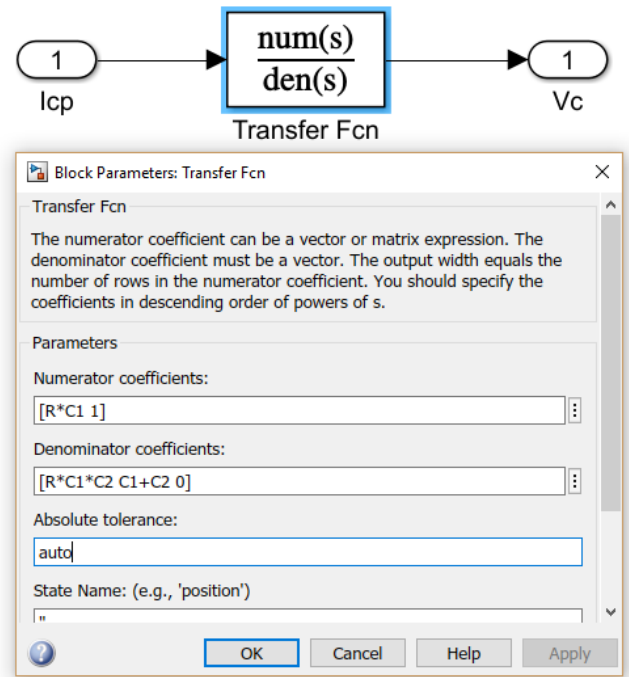 1
num(s)
den(s)
1
Icp
Vc
Transfer Fcn
Block Parameters: Transfer Fcn
Transfer Fcn
The numerator coefficient can be a vector or matrix expression. The
denominator coefficient must be a vector. The output width equals the
number of rows in the numerator coefficient. You should specify the
coefficients in descending order of powers of s.
Parameters
Numerator coefficients:
[R*C1 1]
Denominator coefficients:
[R*C1*C2 C1+C2 0]
Absolute tolerance:
auto
State Name: (e.g., 'position')
''
OK Cancel Help Apply